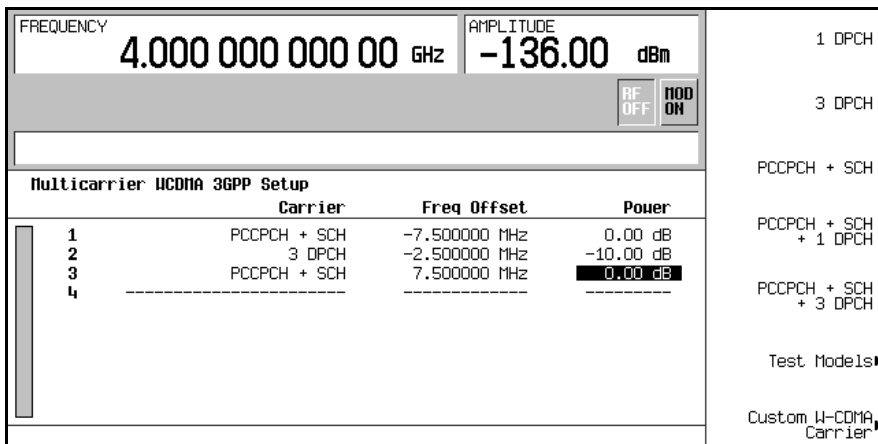 FREQUENCY
4.000 000 000 00 GHz
AMPLITUDE
-136.00 dBm
RF OFF
MOD ON
Multicarrier WCDMA 3GPP Setup
Carrier Freq Offset Power
1 PCCPCH + SCH -7.500000 MHz 0.00 dB
2 3 DPCH -2.500000 MHz -10.00 dB
3 PCCPCH + SCH 7.500000 MHz 0.00 dB
4 ---------------------- ------------- ---------
1 DPCH
3 DPCH
PCCPCH + SCH
PCCPCH + SCH
+ 1 DPCH
PCCPCH + SCH
+ 3 DPCH
Test Models
Custom W-CDMA
Carrier